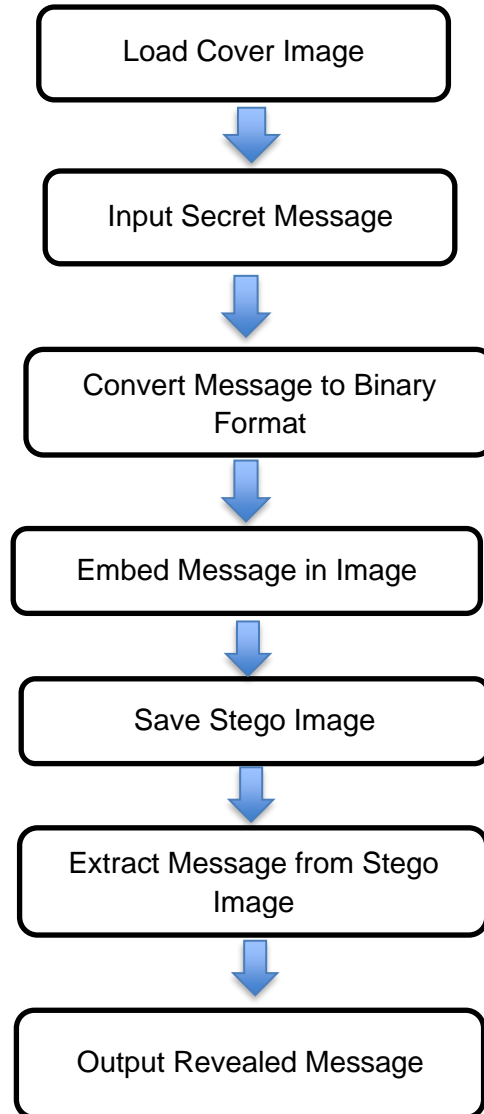 Load Cover Image
Input Secret Message
Convert Message to Binary
Format
Embed Message in Image
Save Stego Image
Extract Message from Stego
Image
Output Revealed Message